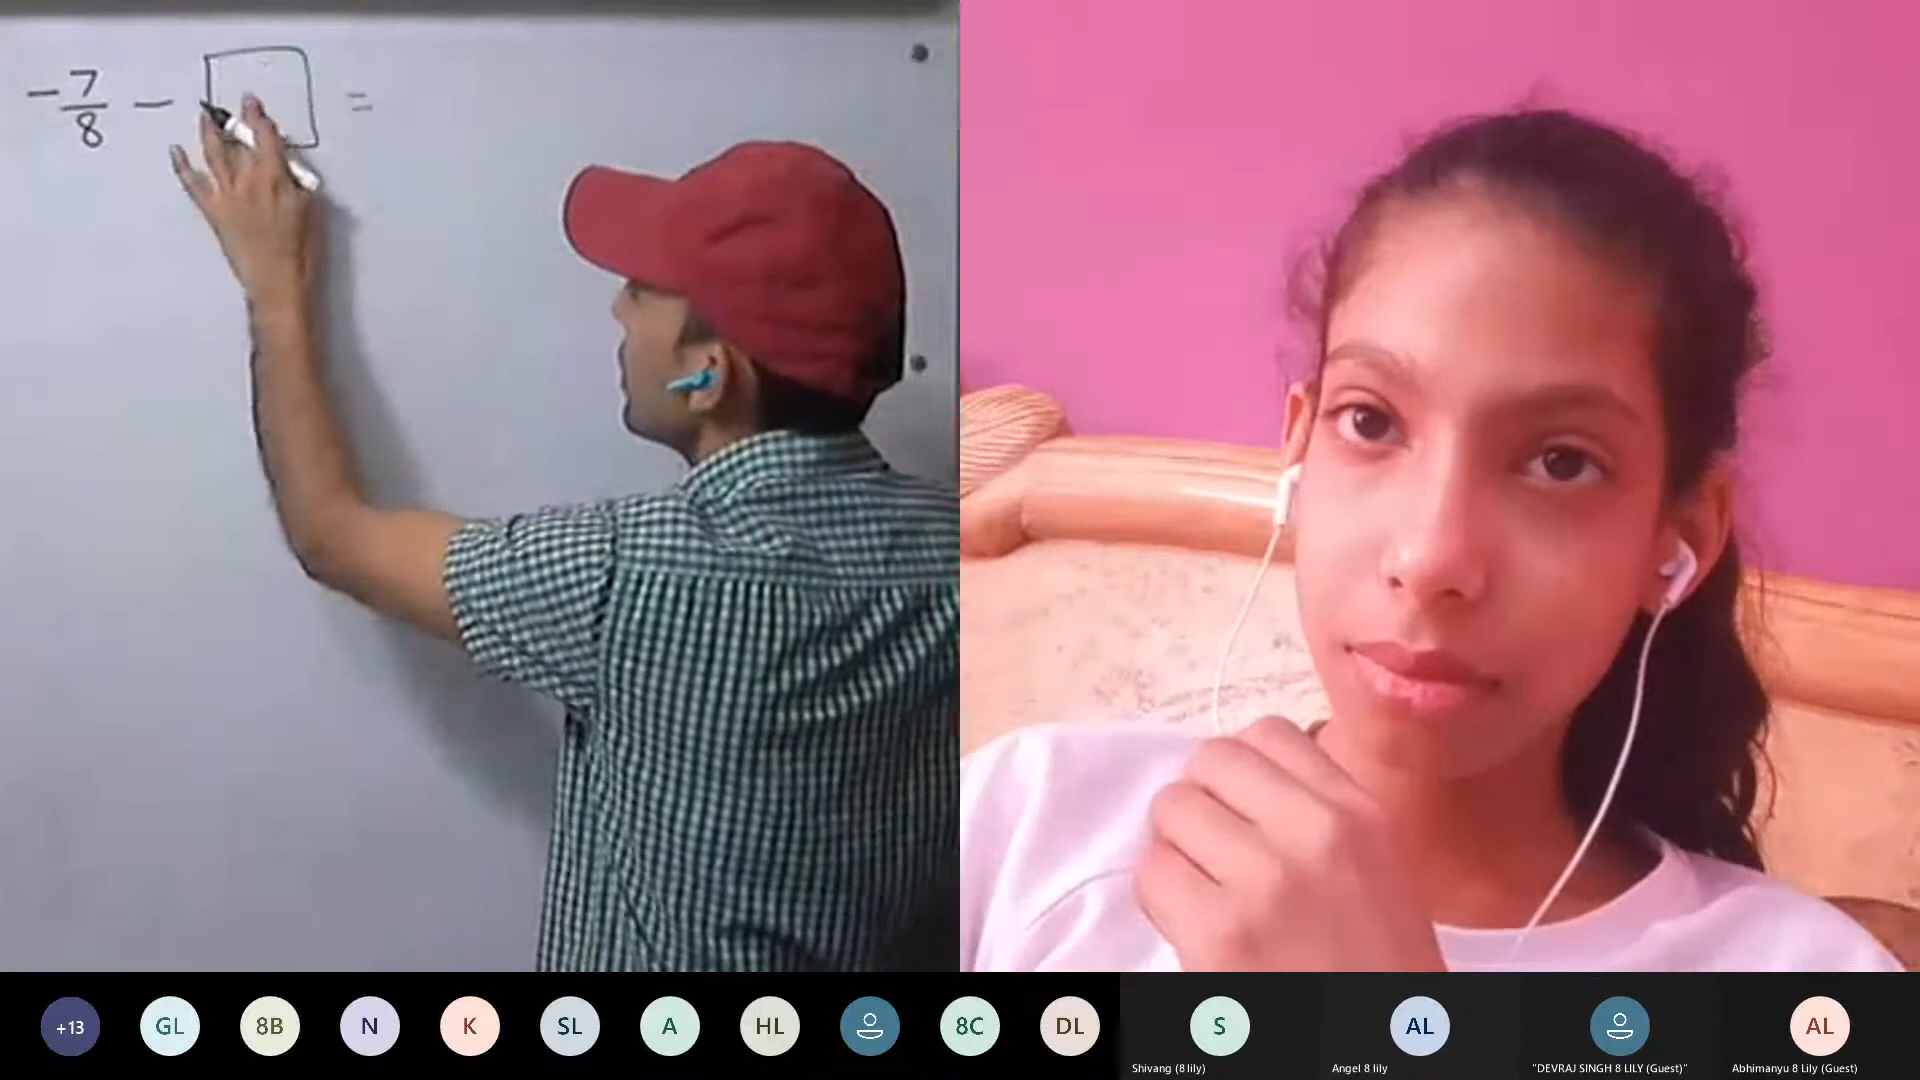 - 7/8 - □ =
+13 GL 8B N K SL A HL 8C DL S AL AL
Shivang (8 lily) Angel 8 lily "DEVRAJ SINGH 8 LILY (Guest)" Abhimanyu 8 Lily (Guest)